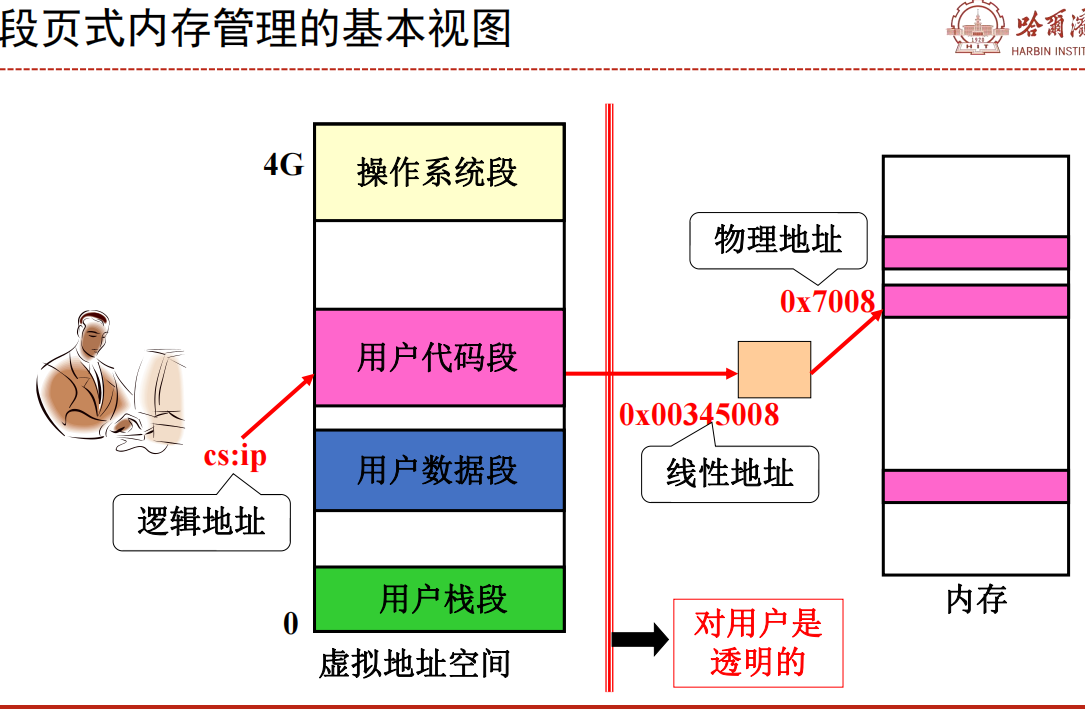 段页式内存管理的基本视图
哈爾濱
HARBIN INSTIT
4G
操作系统段
物理地址
0x7008
用户代码段
0x00345008
cs:ip
用户数据段
线性地址
逻辑地址
用户栈段
0
虚拟地址空间
内存
对用户是
透明的